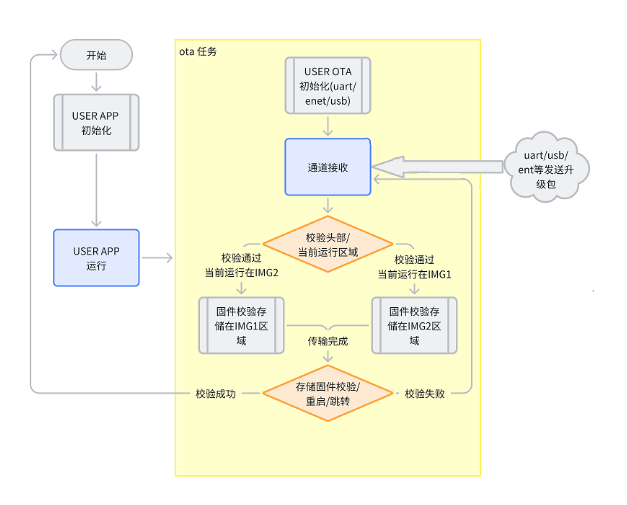 开始
USER APP
初始化
USER APP
运行
ota 任务
USER OTA
初始化(uart/
enet/usb)
通道接收
uart/usb/
ent等发送升
级包
校验头部/
当前运行区域
校验通过
当前运行在IMG2
校验通过
当前运行在IMG1
固件校验存
储在IMG1区
域
固件校验存
储在IMG2区
域
传输完成
存储固件校验/
重启/跳转
校验成功
校验失败